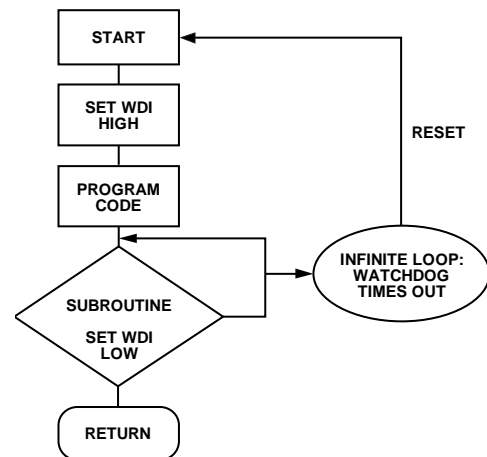 START
SET WDI
HIGH
PROGRAM
CODE
SUBROUTINE
SET WDI
LOW
RETURN
RESET
INFINITE LOOP:
WATCHDOG
TIMES OUT